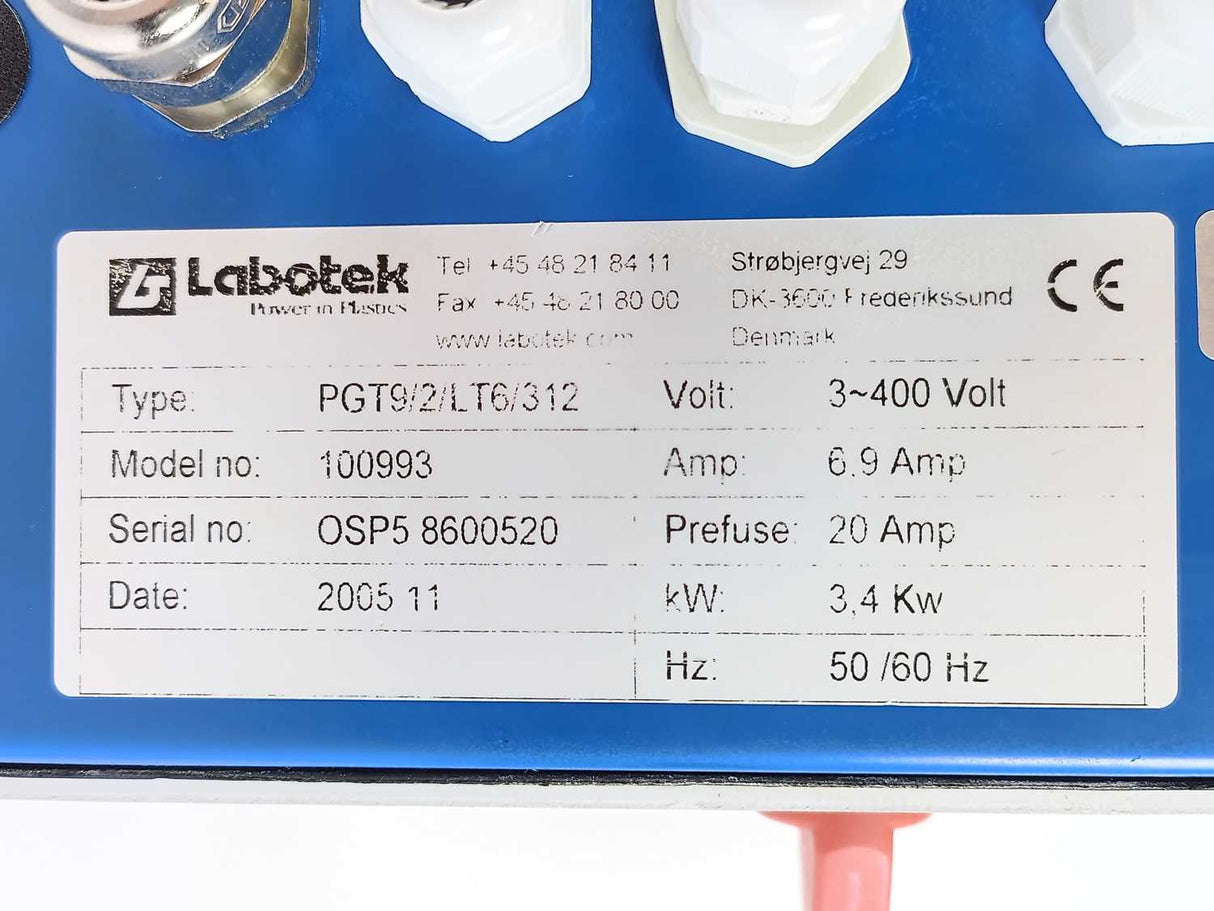 Labotek
Power in Plastics
Tel +45 48 21 84 11
Fax +45 48 21 80 00
www.labotek.com
Strøbjergvej 29
DK-3600 Frederikssund
Denmark
CE
Type: PGT9/2/LT6/312 Volt: 3~400 Volt
Model no: 100993 Amp: 6.9 Amp
Serial no: OSP5 8600520 Prefuse: 20 Amp
Date: 2005 11 kW: 3,4 Kw
Hz: 50 /60 Hz